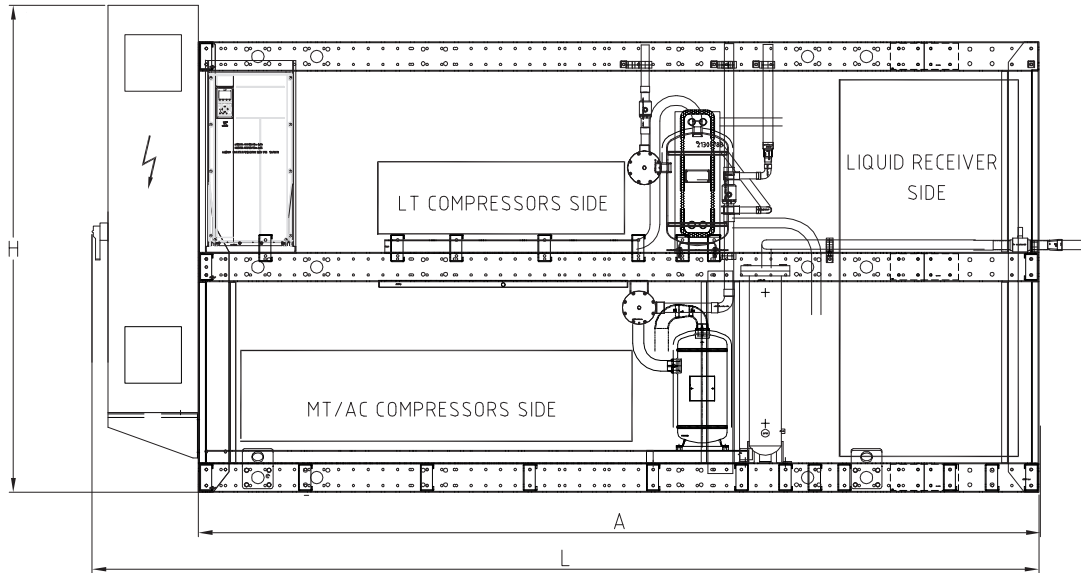 H
LT COMPRESSORS SIDE
LIQUID RECEIVER
SIDE
MT/AC COMPRESSORS SIDE
A
L